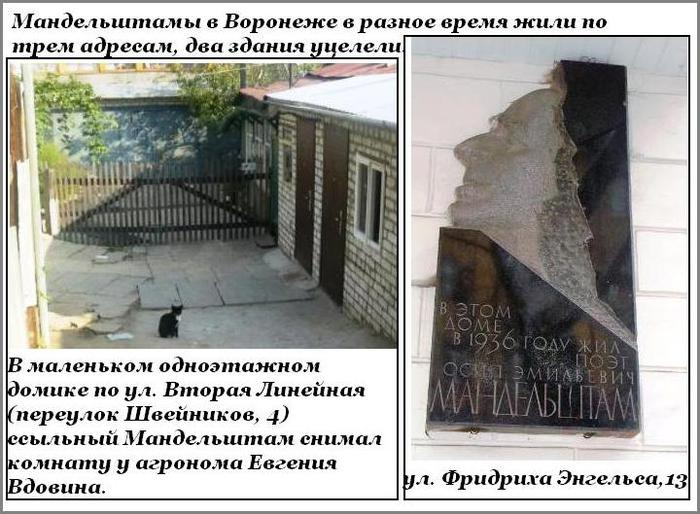 Мандельштамы в Воронеже в разное время жили по
трем адресам, два здания уцелели.
В маленьком одноэтажном
домике по ул. Вторая Линейная
(переулок Швейников, 4)
ссыльный Мандельштам снимал
комнату у агронома Евгения
Вдовина.
В ЭТОМ
ДОМЕ
В 1936 ГОДУ ЖИЛ
ПОЭТ
ОСИП ЭМИЛЬЕВИЧ
МАНДЕЛЬШТАМ
ул. Фридриха Энгельса,13